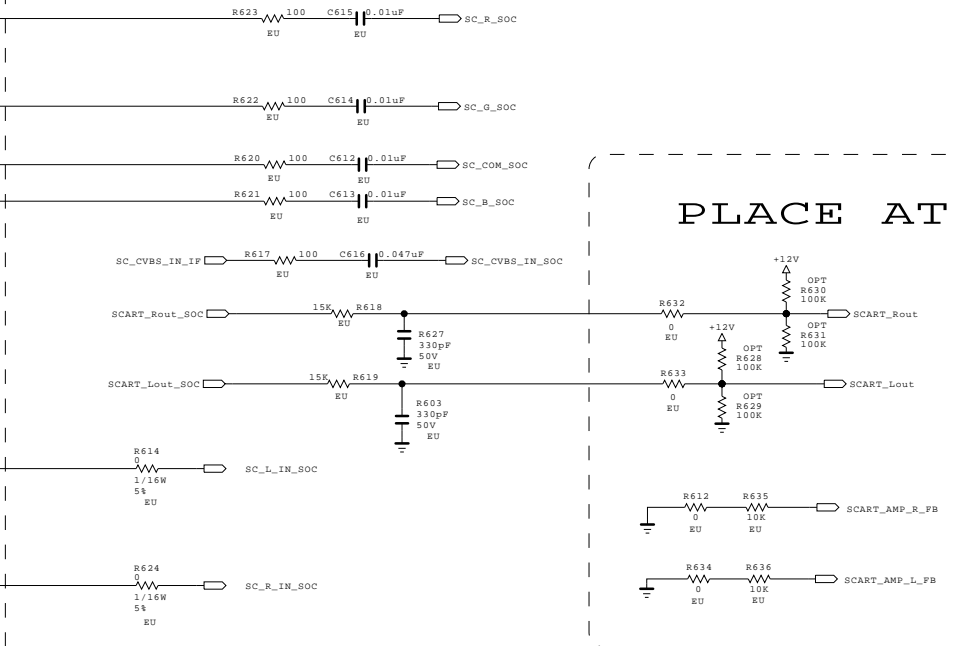 R623 100 C615 0.01uF SC_R_SOC
EU EU
R622 100 C614 0.01uF SC_G_SOC
EU EU
R620 100 C612 0.01uF SC_COM_SOC
EU EU
R621 100 C613 0.01uF SC_B_SOC
EU EU
PLACE AT
SC_CVBS_IN_IF R617 100 C616 0.047uF SC_CVBS_IN_SOC
EU EU
+12V
OPT
R630
100K
SCART_Rout_SOC 15K R618 R632 SCART_Rout
EU 0
EU
R627
330pF
50V
EU
OPT
R631
100K
+12V
OPT
R628
100K
SCART_Lout_SOC 15K R619 R633 SCART_Lout
EU 0
EU
R603
330pF
50V
EU
OPT
R629
100K
R614
0
1/16W
5%
EU
SC_L_IN_SOC
R612 R635 SCART_AMP_R_FB
0 10K
EU EU
R624
0
1/16W
5%
EU
SC_R_IN_SOC
R634 R636 SCART_AMP_L_FB
0 10K
EU EU